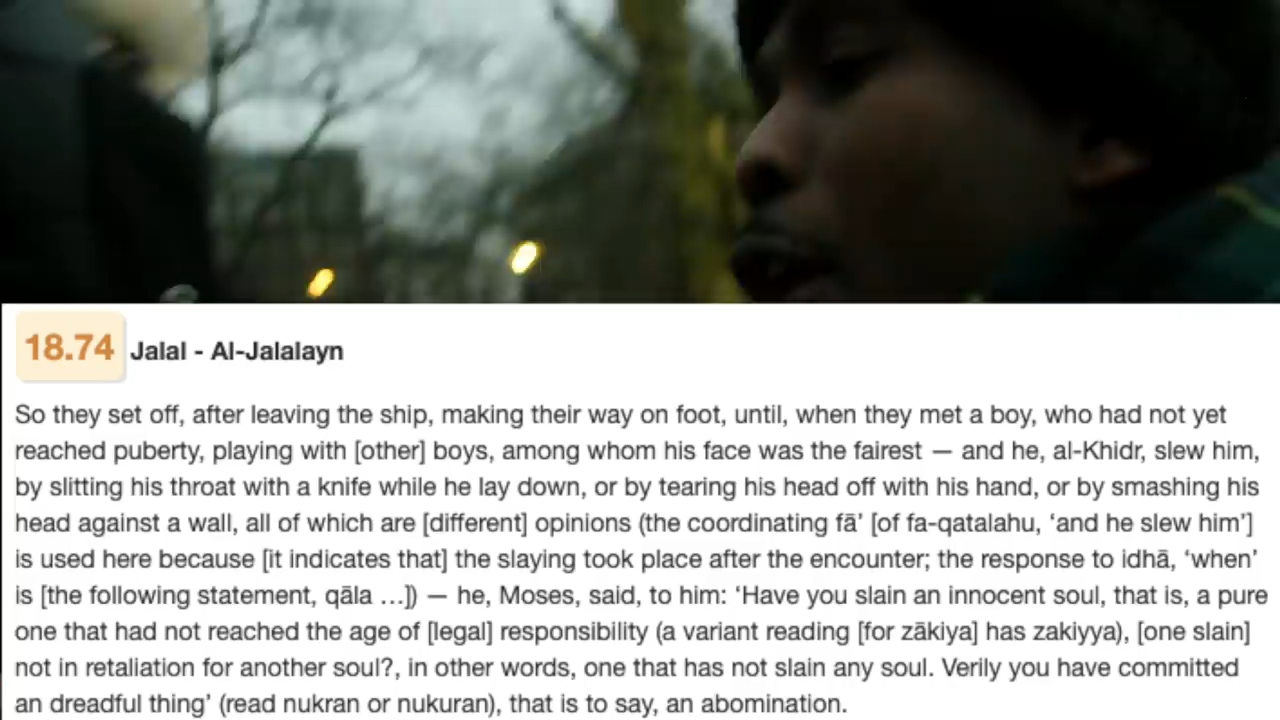 18.74 Jalal - Al-Jalalayn
So they set off, after leaving the ship, making their way on foot, until, when they met a boy, who had not yet
reached puberty, playing with [other] boys, among whom his face was the fairest — and he, al-Khidr, slew him,
by slitting his throat with a knife while he lay down, or by tearing his head off with his hand, or by smashing his
head against a wall, all of which are [different] opinions (the coordinating fā’ [of fa-qatalahu, ‘and he slew him’]
is used here because [it indicates that] the slaying took place after the encounter; the response to idhā, ‘when’
is [the following statement, qāla ...]) — he, Moses, said, to him: ‘Have you slain an innocent soul, that is, a pure
one that had not reached the age of [legal] responsibility (a variant reading [for zākiya] has zakiyya), [one slain]
not in retaliation for another soul?, in other words, one that has not slain any soul. Verily you have committed
an dreadful thing’ (read nukran or nukuran), that is to say, an abomination.